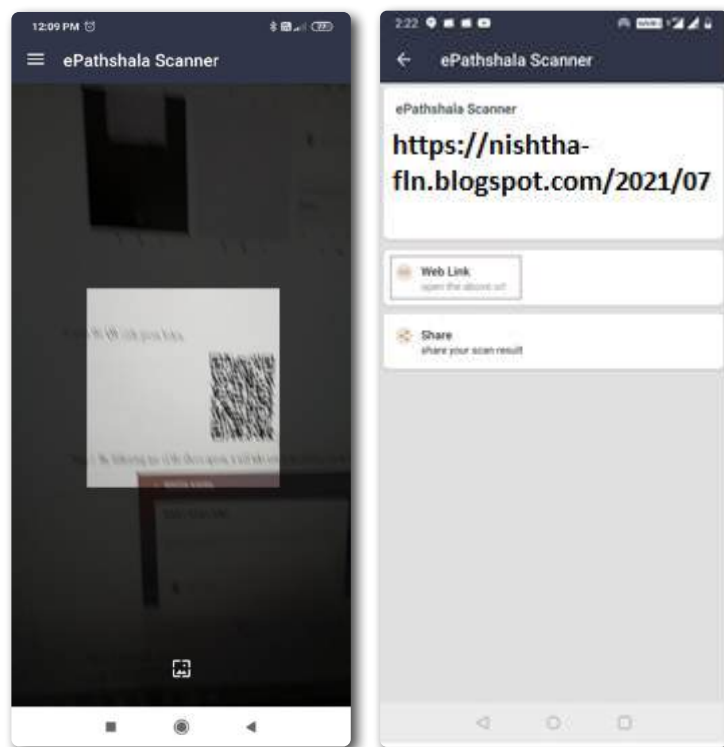 12:09 PM
ePathshala Scanner
2:22
ePathshala Scanner
ePathshala Scanner
https://nishtha-
fln.blogspot.com/2021/07
Web Link
open the above url
Share
share your scan result